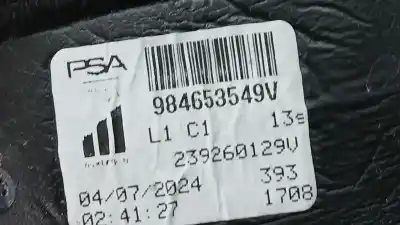 PSA
984653549V
L1 C1 13s
239260129V
04/07/2024 393
02:41:27 1708